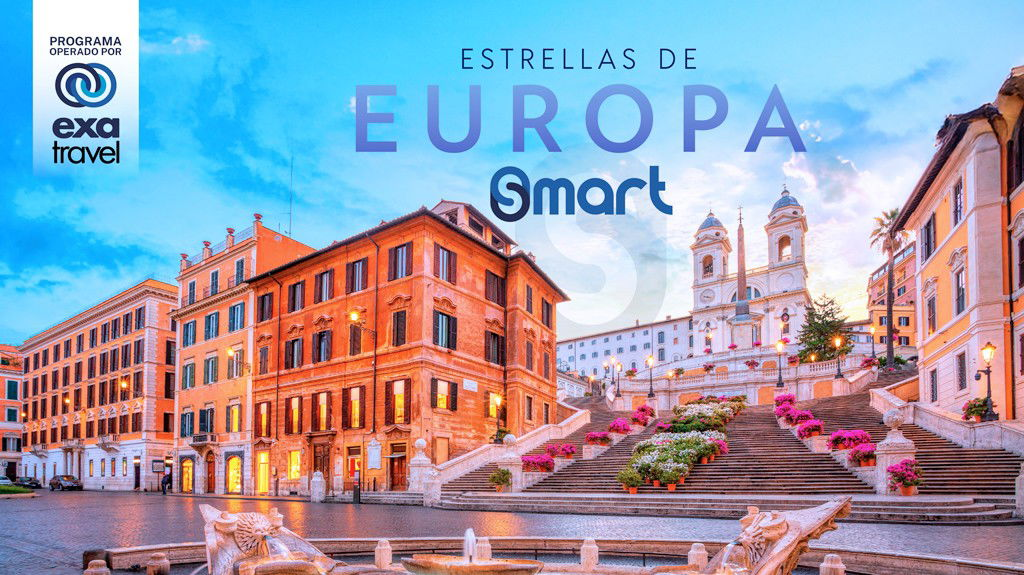 PROGRAMA
OPERADO POR
exa
travel
ESTRELLAS DE
EUROPA
Smart